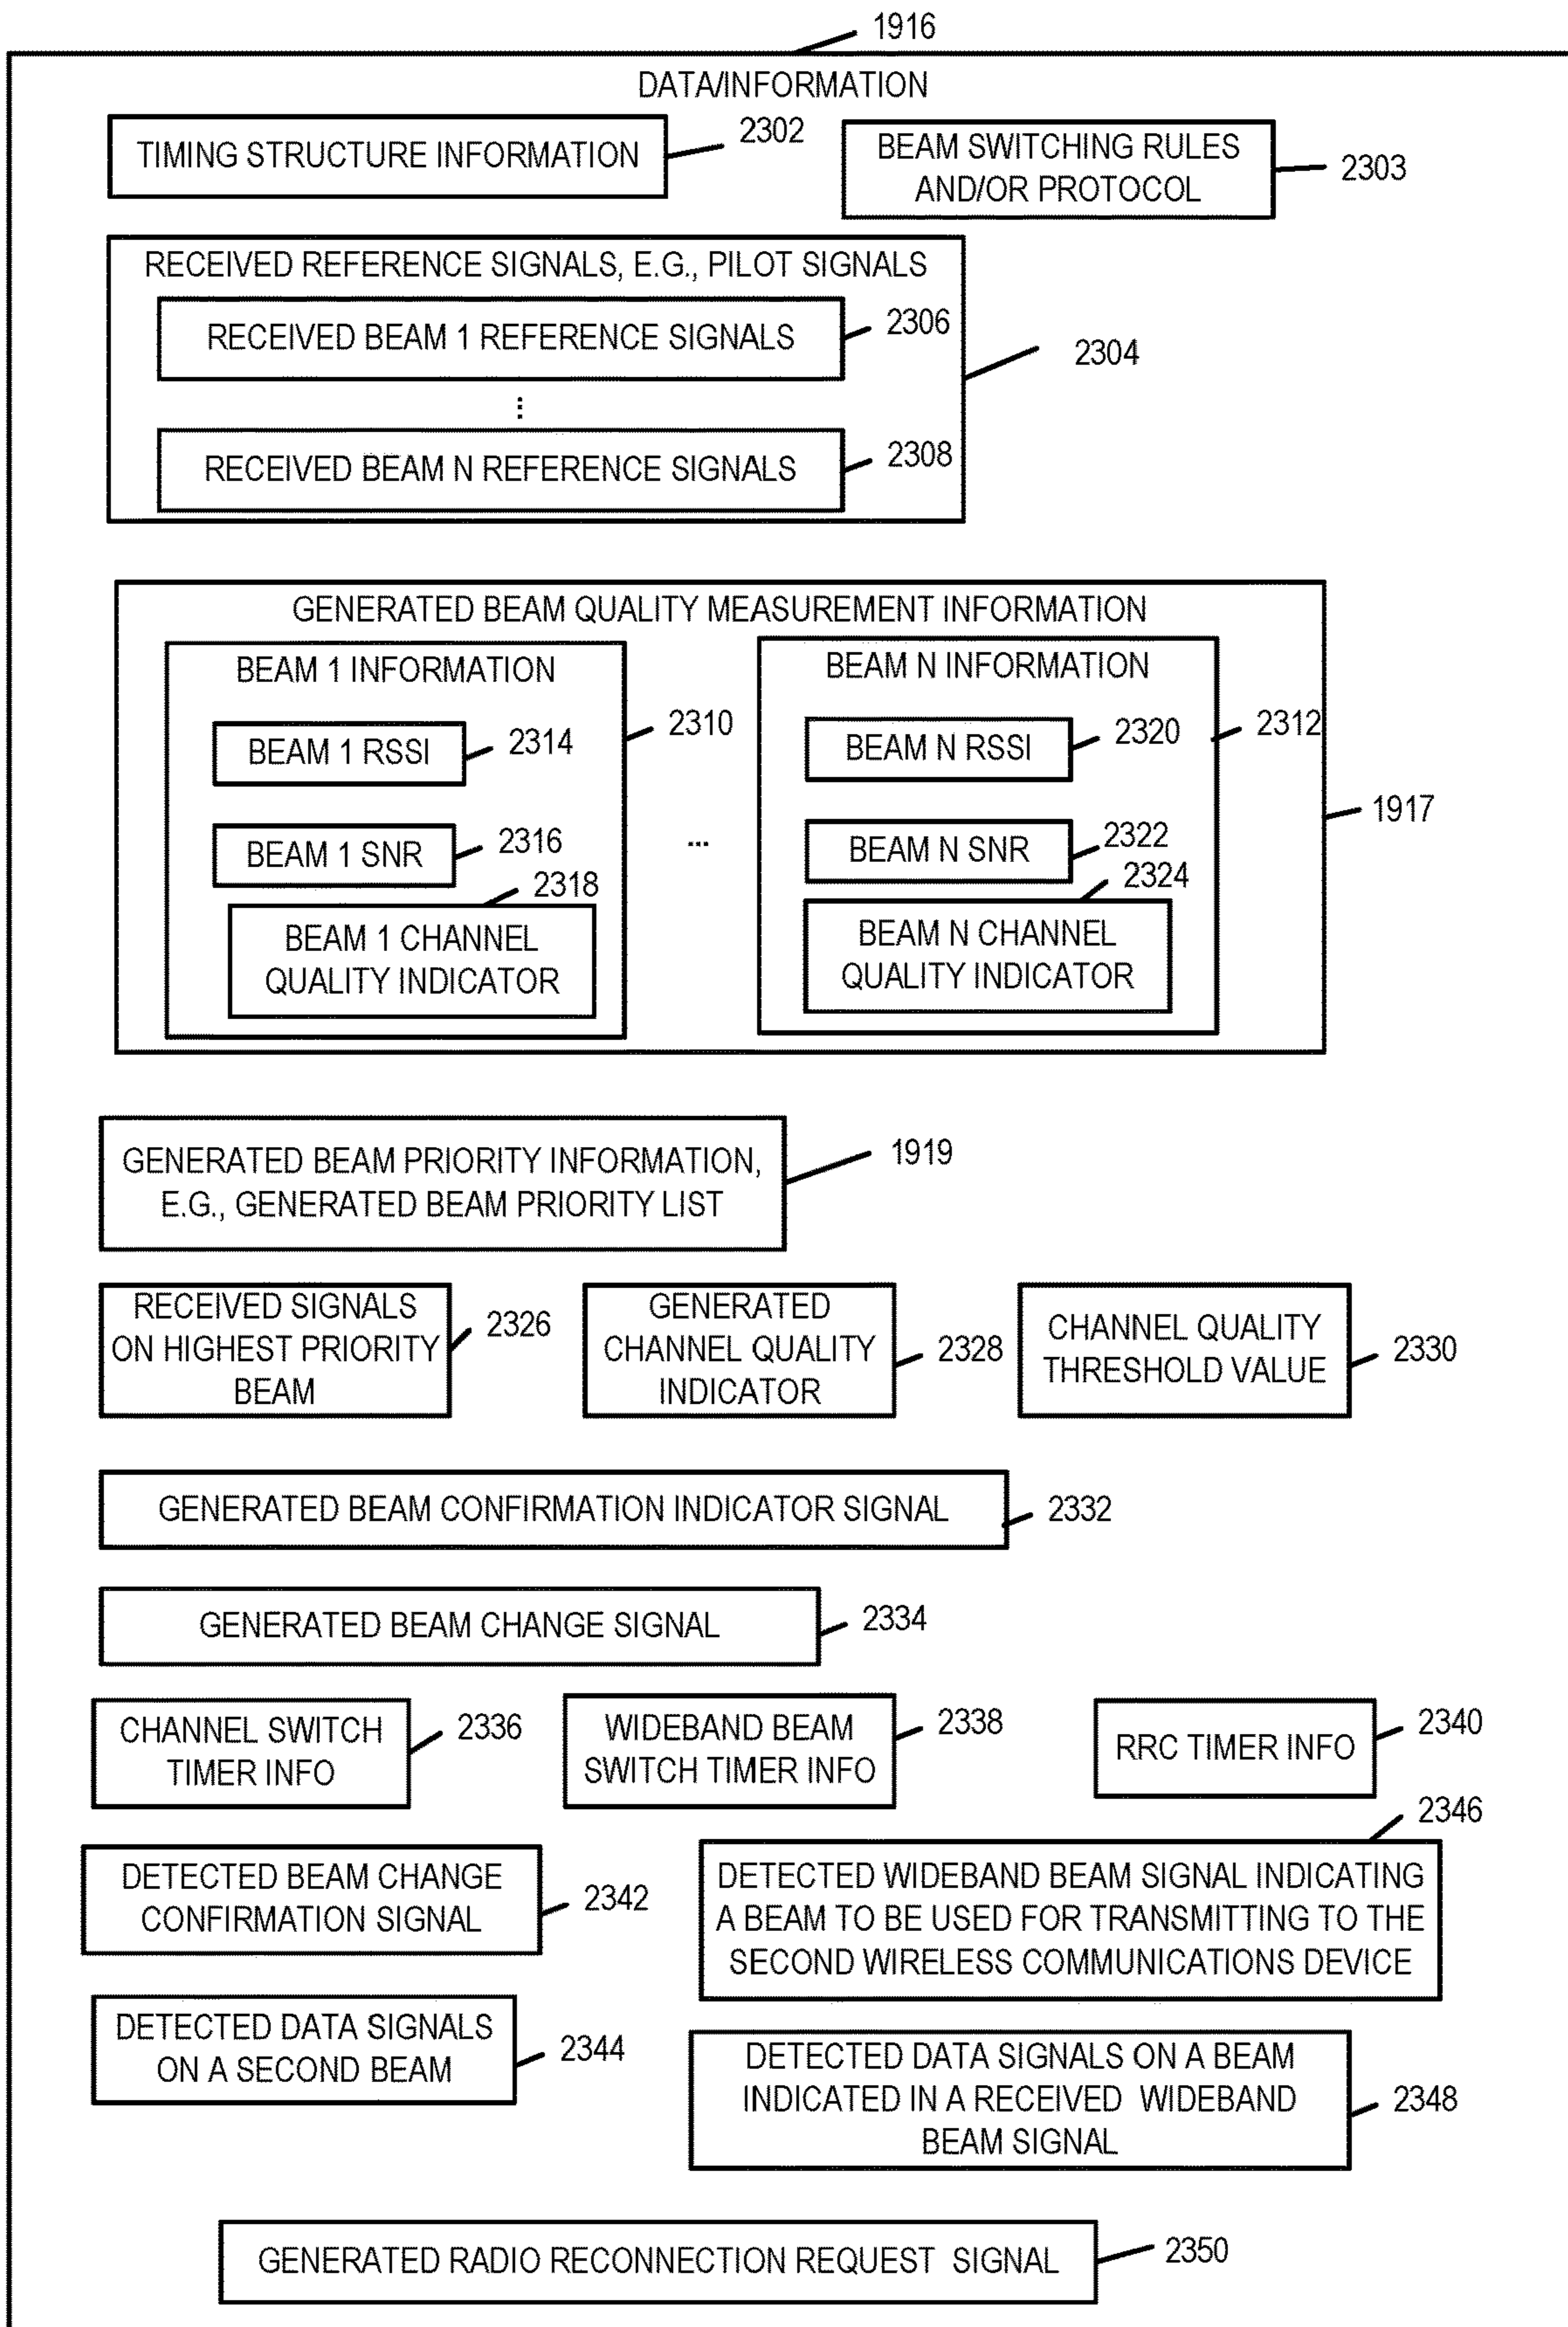 1916
DATA/INFORMATION
TIMING STRUCTURE INFORMATION
2302
BEAM SWITCHING RULES
AND/OR PROTOCOL
2303
RECEIVED REFERENCE SIGNALS, E.G., PILOT SIGNALS
RECEIVED BEAM 1 REFERENCE SIGNALS
2306
2304
...
RECEIVED BEAM N REFERENCE SIGNALS
2308
GENERATED BEAM QUALITY MEASUREMENT INFORMATION
BEAM 1 INFORMATION
BEAM 1 RSSI
2314
2310
BEAM 1 SNR
2316
2318
BEAM 1 CHANNEL
QUALITY INDICATOR
...
BEAM N INFORMATION
BEAM N RSSI
2320
2312
BEAM N SNR
2322
2324
BEAM N CHANNEL
QUALITY INDICATOR
1917
GENERATED BEAM PRIORITY INFORMATION,
E.G., GENERATED BEAM PRIORITY LIST
1919
RECEIVED SIGNALS
ON HIGHEST PRIORITY
BEAM
2326
GENERATED
CHANNEL QUALITY
INDICATOR
2328
CHANNEL QUALITY
THRESHOLD VALUE
2330
GENERATED BEAM CONFIRMATION INDICATOR SIGNAL
2332
GENERATED BEAM CHANGE SIGNAL
2334
CHANNEL SWITCH
TIMER INFO
2336
WIDEBAND BEAM
SWITCH TIMER INFO
2338
RRC TIMER INFO
2340
DETECTED BEAM CHANGE
CONFIRMATION SIGNAL
2342
2346
DETECTED WIDEBAND BEAM SIGNAL INDICATING
A BEAM TO BE USED FOR TRANSMITTING TO THE
SECOND WIRELESS COMMUNICATIONS DEVICE
DETECTED DATA SIGNALS
ON A SECOND BEAM
2344
DETECTED DATA SIGNALS ON A BEAM
INDICATED IN A RECEIVED WIDEBAND
BEAM SIGNAL
2348
GENERATED RADIO RECONNECTION REQUEST SIGNAL
2350